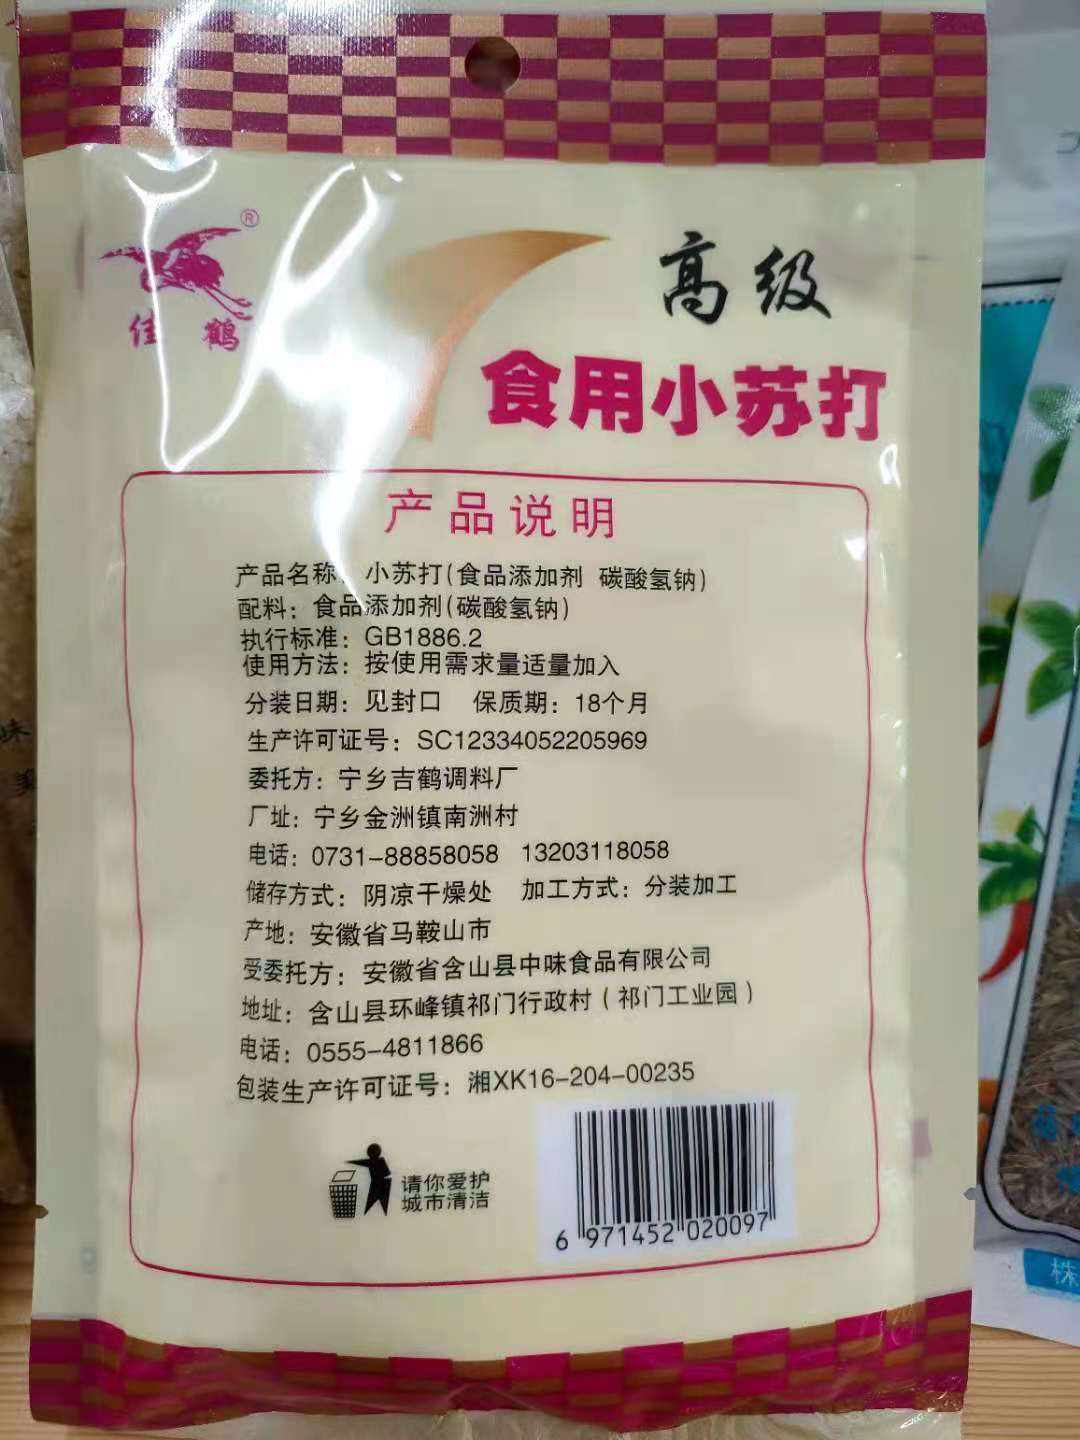 ®
佳鹤
高级
食用小苏打
产品说明
产品名称：小苏打(食品添加剂 碳酸氢钠)
配料：食品添加剂(碳酸氢钠)
执行标准：GB1886.2
使用方法：按使用需求量适量加入
分装日期：见封口 保质期：18个月
生产许可证号：SC12334052205969
委托方：宁乡吉鹤调料厂
厂址：宁乡金洲镇南洲村
电话：0731-88858058 13203118058
储存方式：阴凉干燥处 加工方式：分装加工
产地：安徽省马鞍山市
受委托方：安徽省含山县中味食品有限公司
地址：含山县环峰镇祁门行政村（祁门工业园）
电话：0555-4811866
包装生产许可证号：湘XK16-204-00235
请你爱护
城市清洁
6 971452 020097
味
株